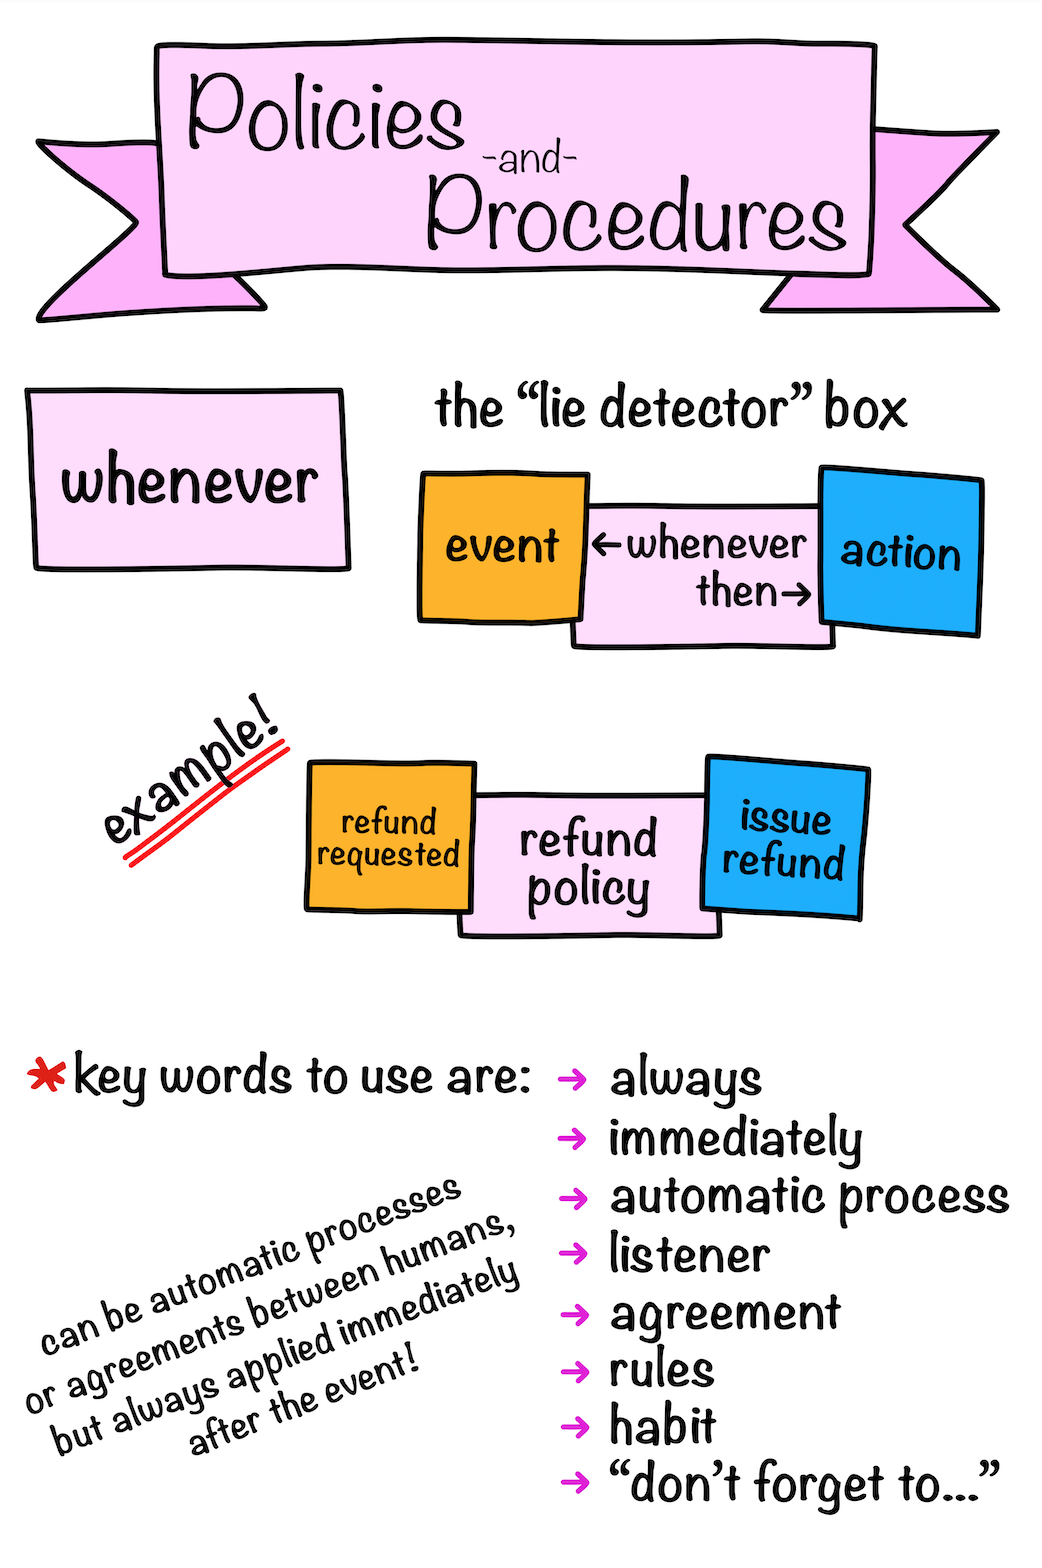 Policies
-and-
Procedures
whenever
the “lie detector” box
event
←whenever
then→
action
example!
refund
requested
refund
policy
issue
refund
*key words to use are:
→ always
→ immediately
→ automatic process
→ listener
→ agreement
→ rules
→ habit
→ “don’t forget to...”
can be automatic processes
or agreements between humans,
but always applied immediately
after the event!